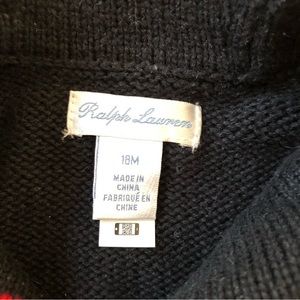 Ralph Lauren
18M
MADE IN
CHINA
FABRIQUÉ EN
CHINE